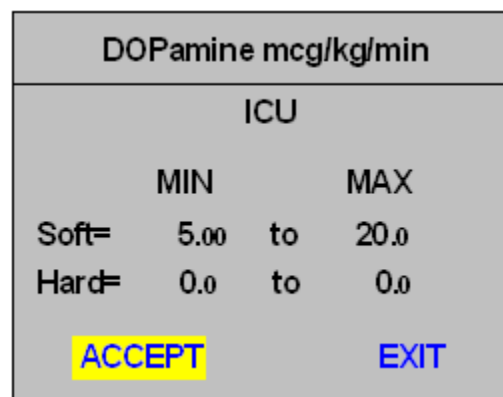 DOPamine mcg/kg/min
ICU
MIN MAX
Soft= 5.00 to 20.0
Hard= 0.0 to 0.0
ACCEPT EXIT